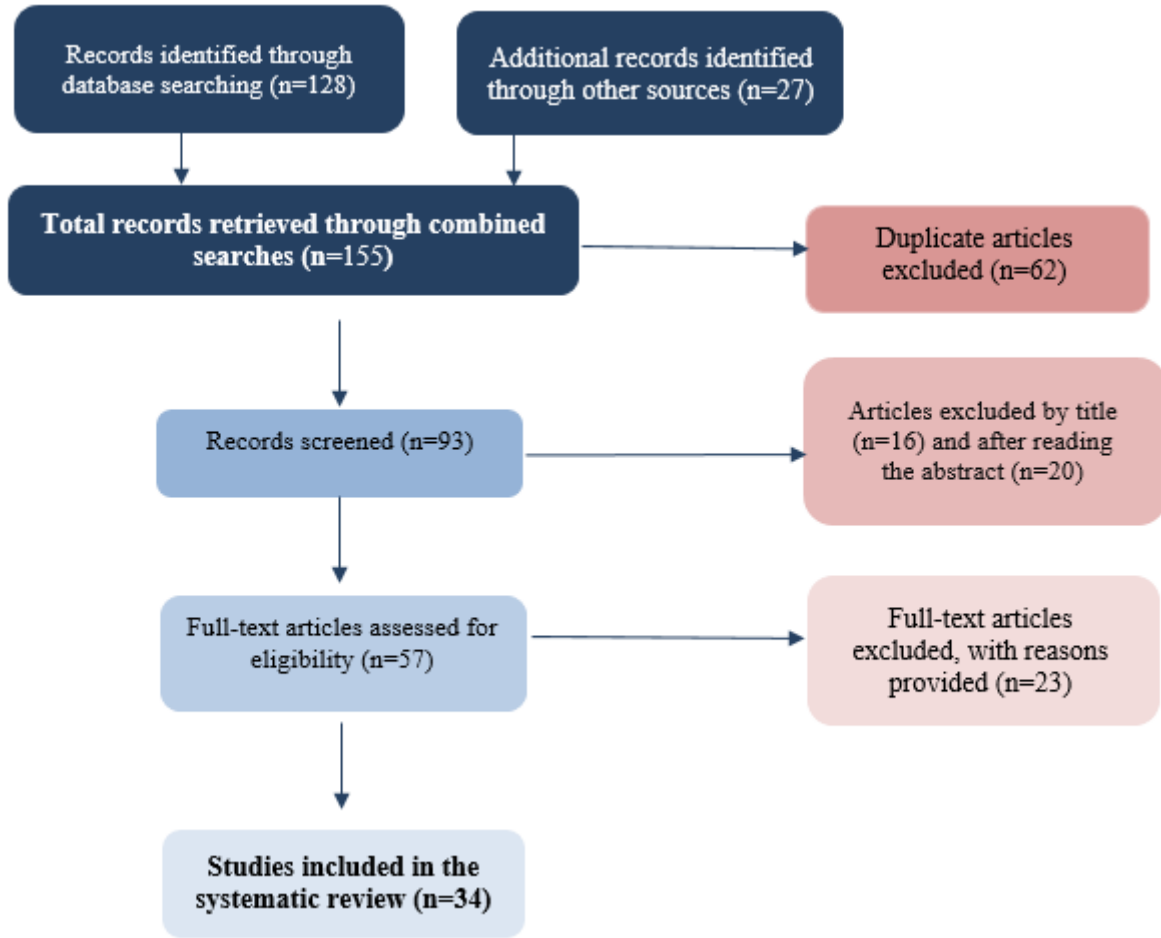 Records identified through
database searching (n=128)
Additional records identified
through other sources (n=27)
Total records retrieved through combined
searches (n=155)
Duplicate articles
excluded (n=62)
Records screened (n=93)
Articles excluded by title
(n=16) and after reading
the abstract (n=20)
Full-text articles assessed for
eligibility (n=57)
Full-text articles
excluded, with reasons
provided (n=23)
Studies included in the
systematic review (n=34)